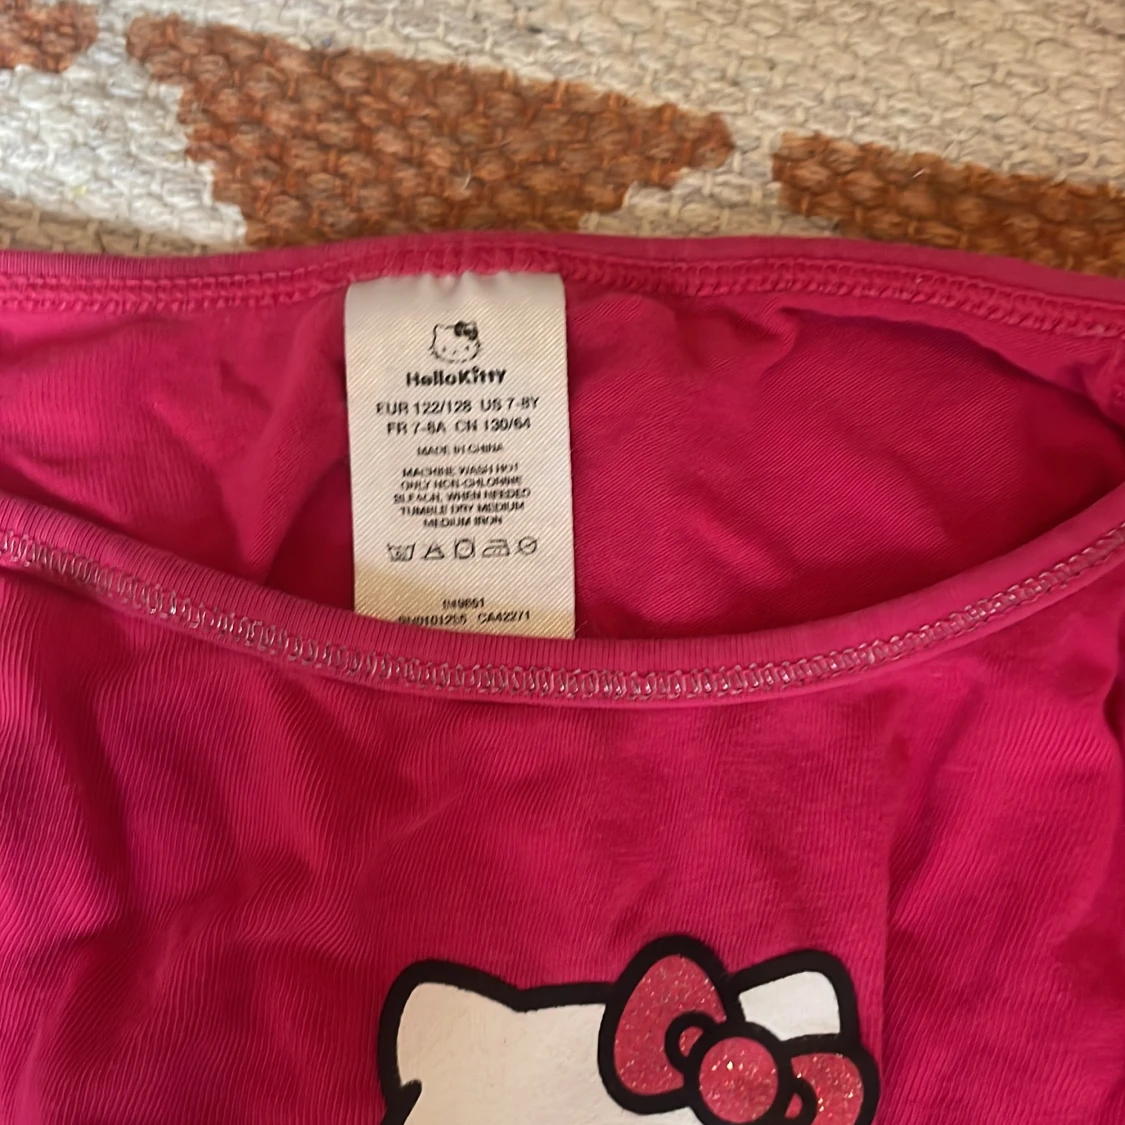 HelloKitty
EUR 122/128 US 7-8Y
FR 7-8A CN 130/64
MADE IN CHINA
MACHINE WASH HOT
ONLY NON-CHLORINE
BLEACH, WHEN NEEDED
TUMBLE DRY MEDIUM
MEDIUM IRON
CA42271